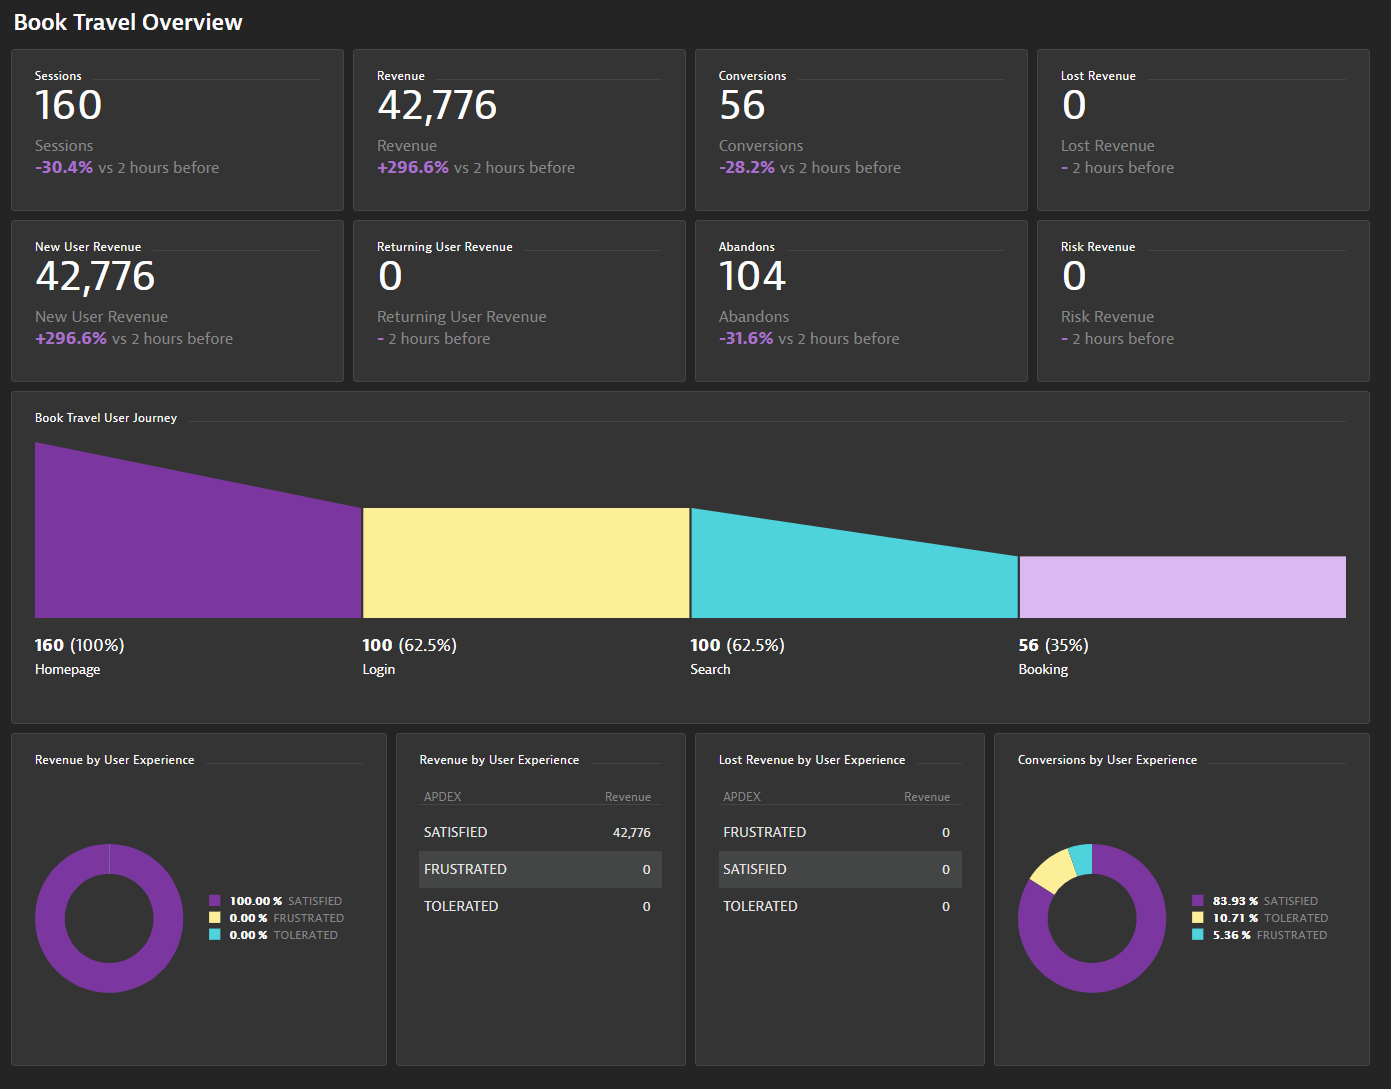 Book Travel Overview
Sessions
160
Sessions
-30.4% vs 2 hours before
Revenue
42,776
Revenue
+296.6% vs 2 hours before
Conversions
56
Conversions
-28.2% vs 2 hours before
Lost Revenue
0
Lost Revenue
- 2 hours before
New User Revenue
42,776
New User Revenue
+296.6% vs 2 hours before
Returning User Revenue
0
Returning User Revenue
- 2 hours before
Abandons
104
Abandons
-31.6% vs 2 hours before
Risk Revenue
0
Risk Revenue
- 2 hours before
Book Travel User Journey
160 (100%)
Homepage
100 (62.5%)
Login
100 (62.5%)
Search
56 (35%)
Booking
Revenue by User Experience
100.00 % SATISFIED
0.00 % FRUSTRATED
0.00 % TOLERATED
Revenue by User Experience
APDEX Revenue
SATISFIED 42,776
FRUSTRATED 0
TOLERATED 0
Lost Revenue by User Experience
APDEX Revenue
FRUSTRATED 0
SATISFIED 0
TOLERATED 0
Conversions by User Experience
83.93 % SATISFIED
10.71 % TOLERATED
5.36 % FRUSTRATED